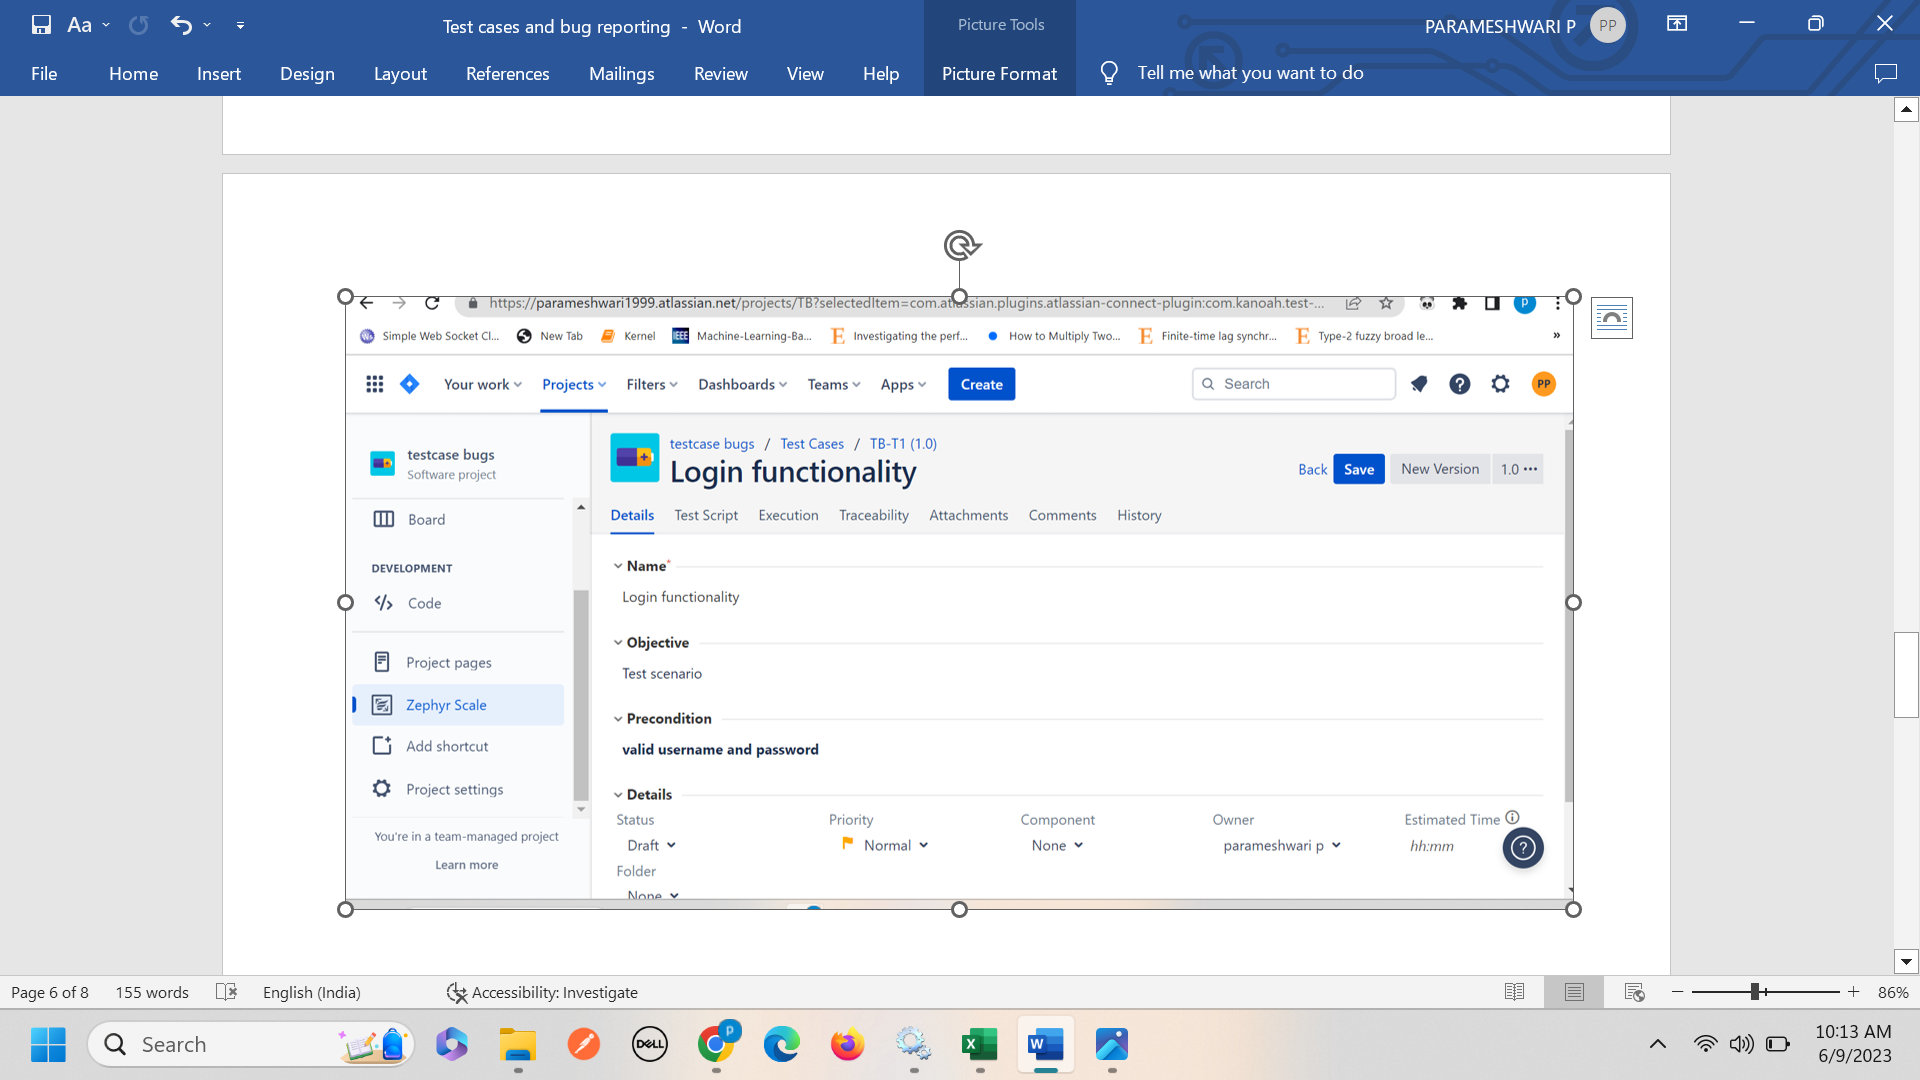 Aa
Test cases and bug reporting - Word
Picture Tools
PARAMESHWARI P
PP
File
Home
Insert
Design
Layout
References
Mailings
Review
View
Help
Picture Format
Tell me what you want to do
https://parameshwari1999.atlassian.net/projects/TB?selectedItem=com.atlassian.plugins.atlassian-connect-plugin:com.kanoah.test-...
p
Ws
Simple Web Socket Cl...
New Tab
Kernel
IEEE
Machine-Learning-Ba...
Investigating the perf...
How to Multiply Two...
Finite-time lag synchr...
Type-2 fuzzy broad le...
»
Your work
Projects
Filters
Dashboards
Teams
Apps
Create
Search
PP
testcase bugs
Software project
Board
DEVELOPMENT
Code
Project pages
Zephyr Scale
Add shortcut
Project settings
You're in a team-managed project
Learn more
testcase bugs / Test Cases / TB-T1 (1.0)
Login functionality
Back
Save
New Version
1.0 •••
Details
Test Script
Execution
Traceability
Attachments
Comments
History
Name*
Login functionality
Objective
Test scenario
Precondition
valid username and password
Details
Status
Priority
Component
Owner
Estimated Time
Draft
Normal
None
parameshwari p
hh:mm
Folder
None
Page 6 of 8
155 words
English (India)
Accessibility: Investigate
86%
Search
DELL
p
X
W
10:13 AM
6/9/2023